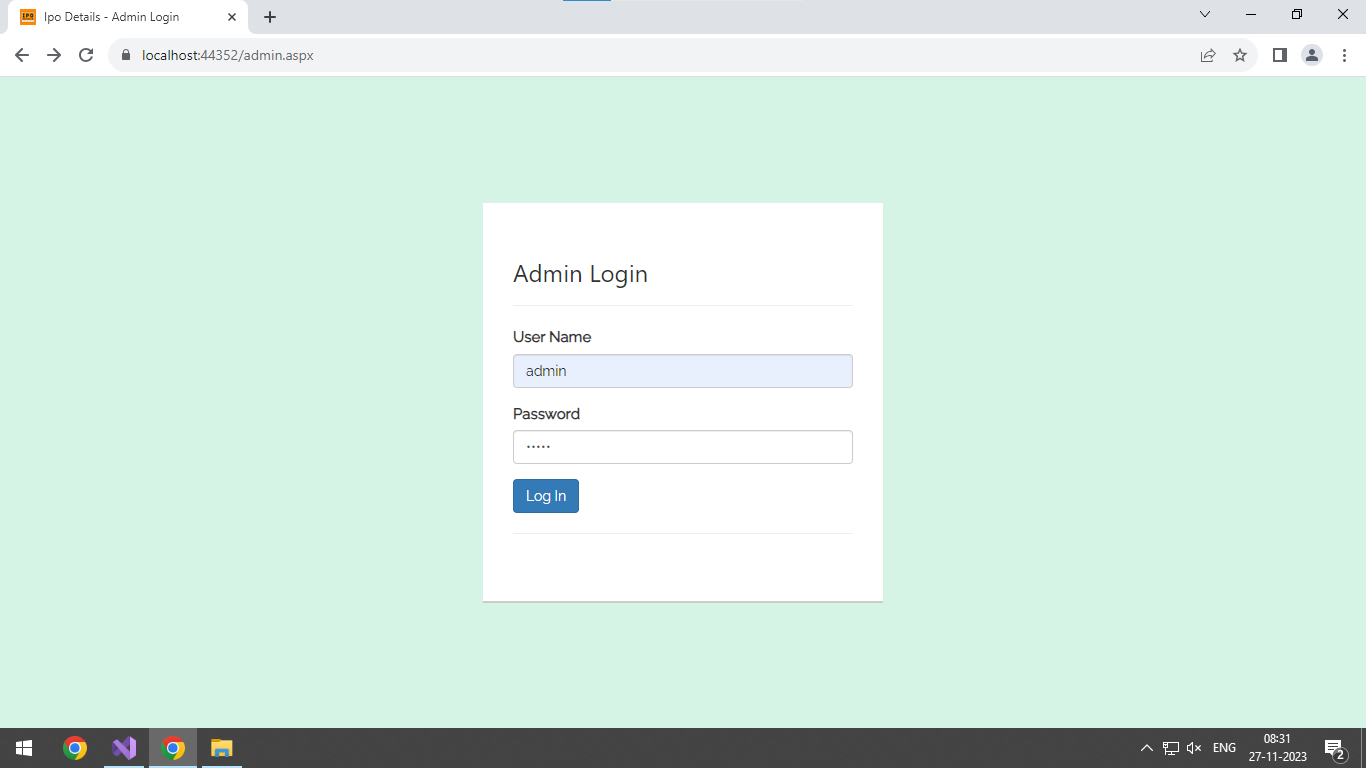 IPO
Ipo Details - Admin Login
localhost:44352/admin.aspx
Admin Login
User Name
admin
Password
•••••
Log In
ENG
08:31
27-11-2023
2